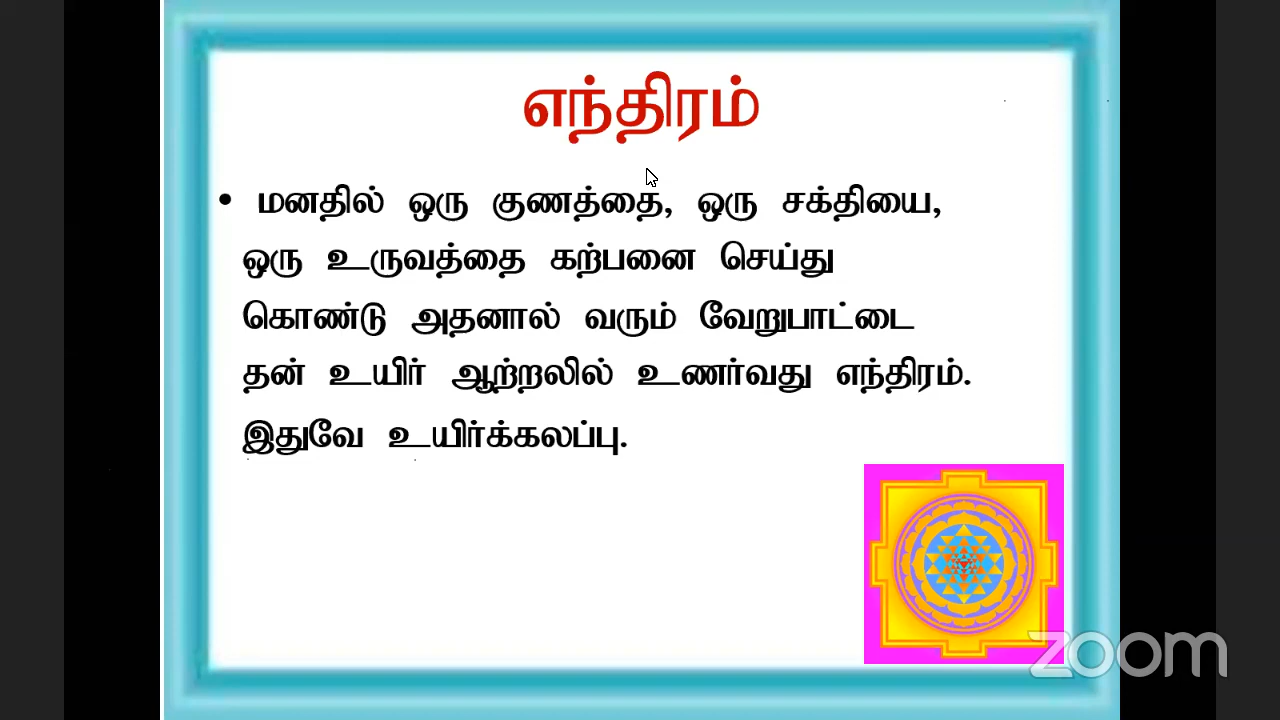 எந்திரம்
• மனதில் ஒரு குணத்தை, ஒரு சக்தியை,
ஒரு உருவத்தை கற்பனை செய்து
கொண்டு அதனால் வரும் வேறுபாட்டை
தன் உயிர் ஆற்றலில் உணர்வது எந்திரம்.
இதுவே உயிர்க்கலப்பு.
zoom